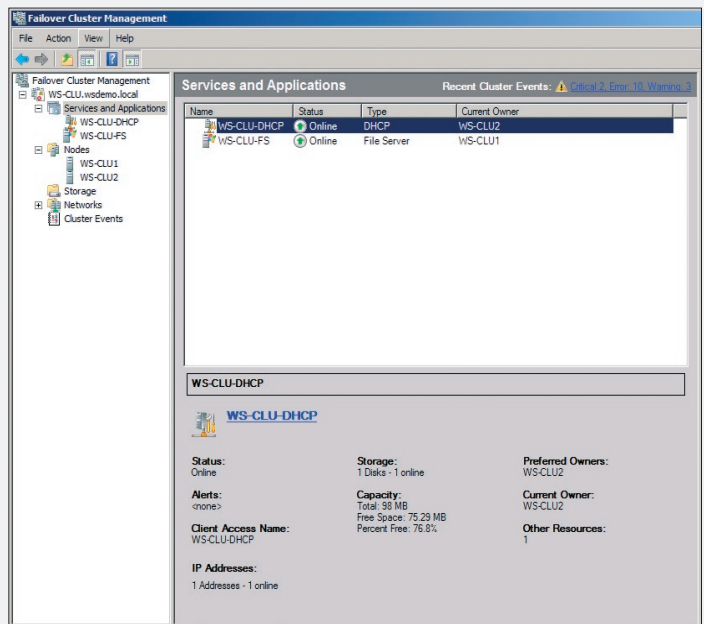 Failover Cluster Management
File Action View Help
Failover Cluster Management
WS-CLU.wsdemo.local
Services and Applications
WS-CLU-DHCP
WS-CLU-FS
Nodes
WS-CLU1
WS-CLU2
Storage
Networks
Cluster Events
Services and Applications Recent Cluster Events: Critical:2, Error: 10, Warning: 3
Name Status Type Current Owner
WS-CLU-DHCP Online DHCP WS-CLU2
WS-CLU-FS Online File Server WS-CLU1
WS-CLU-DHCP
WS-CLU-DHCP
Status: Storage: Preferred Owners:
Online 1 Disks - 1 online WS-CLU2
Alerts: Capacity: Current Owner:
<none> Total: 98 MB WS-CLU2
Free Space: 75.29 MB
Client Access Name: Percent Free: 76.8% Other Resources:
WS-CLU-DHCP 1
IP Addresses:
1 Addresses - 1 online